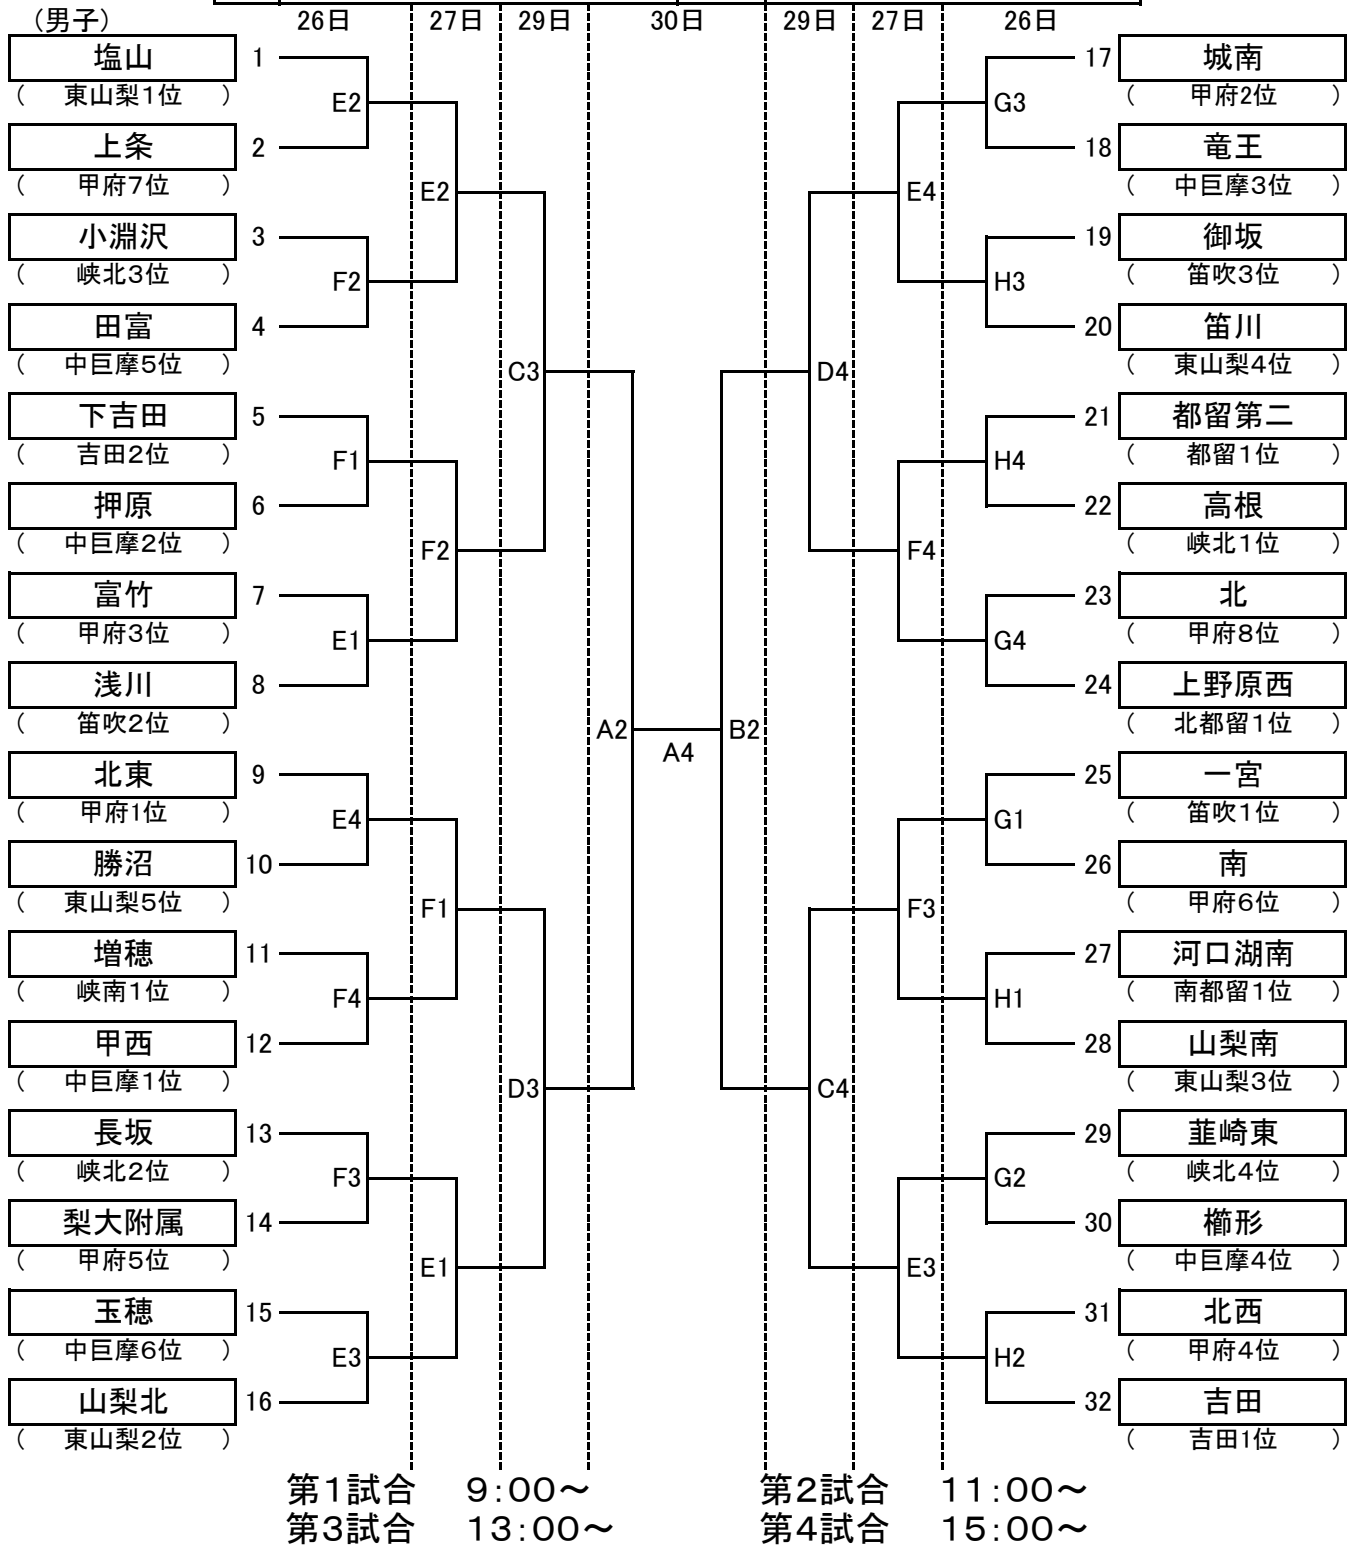 (男子) 26日 27日 29日 30日 29日 27日 26日
塩山 1 17 城南
( 東山梨1位 ) E2 G3 ( 甲府2位 )
上条 2 18 竜王
( 甲府7位 ) E2 E4 ( 中巨摩3位 )
小淵沢 3 19 御坂
( 峡北3位 ) F2 H3 ( 笛吹3位 )
田富 4 20 笛川
( 中巨摩5位 ) C3 D4 ( 東山梨4位 )
下吉田 5 21 都留第二
( 吉田2位 ) F1 H4 ( 都留1位 )
押原 6 22 高根
( 中巨摩2位 ) F2 F4 ( 峡北1位 )
富竹 7 23 北
( 甲府3位 ) E1 G4 ( 甲府8位 )
浅川 8 24 上野原西
( 笛吹2位 ) A2 B2 ( 北都留1位 )
A4
北東 9 25 一宮
( 甲府1位 ) E4 G1 ( 笛吹1位 )
勝沼 10 26 南
( 東山梨5位 ) F1 F3 ( 甲府6位 )
増穂 11 27 河口湖南
( 峡南1位 ) F4 H1 ( 南都留1位 )
甲西 12 28 山梨南
( 中巨摩1位 ) D3 C4 ( 東山梨3位 )
長坂 13 29 韮崎東
( 峡北2位 ) F3 G2 ( 峡北4位 )
梨大附属 14 30 櫛形
( 甲府5位 ) E1 E3 ( 中巨摩4位 )
玉穂 15 31 北西
( 中巨摩6位 ) E3 H2 ( 甲府4位 )
山梨北 16 32 吉田
( 東山梨2位 ) ( 吉田1位 )
第1試合 9:00～ 第2試合 11:00～
第3試合 13:00～ 第4試合 15:00～